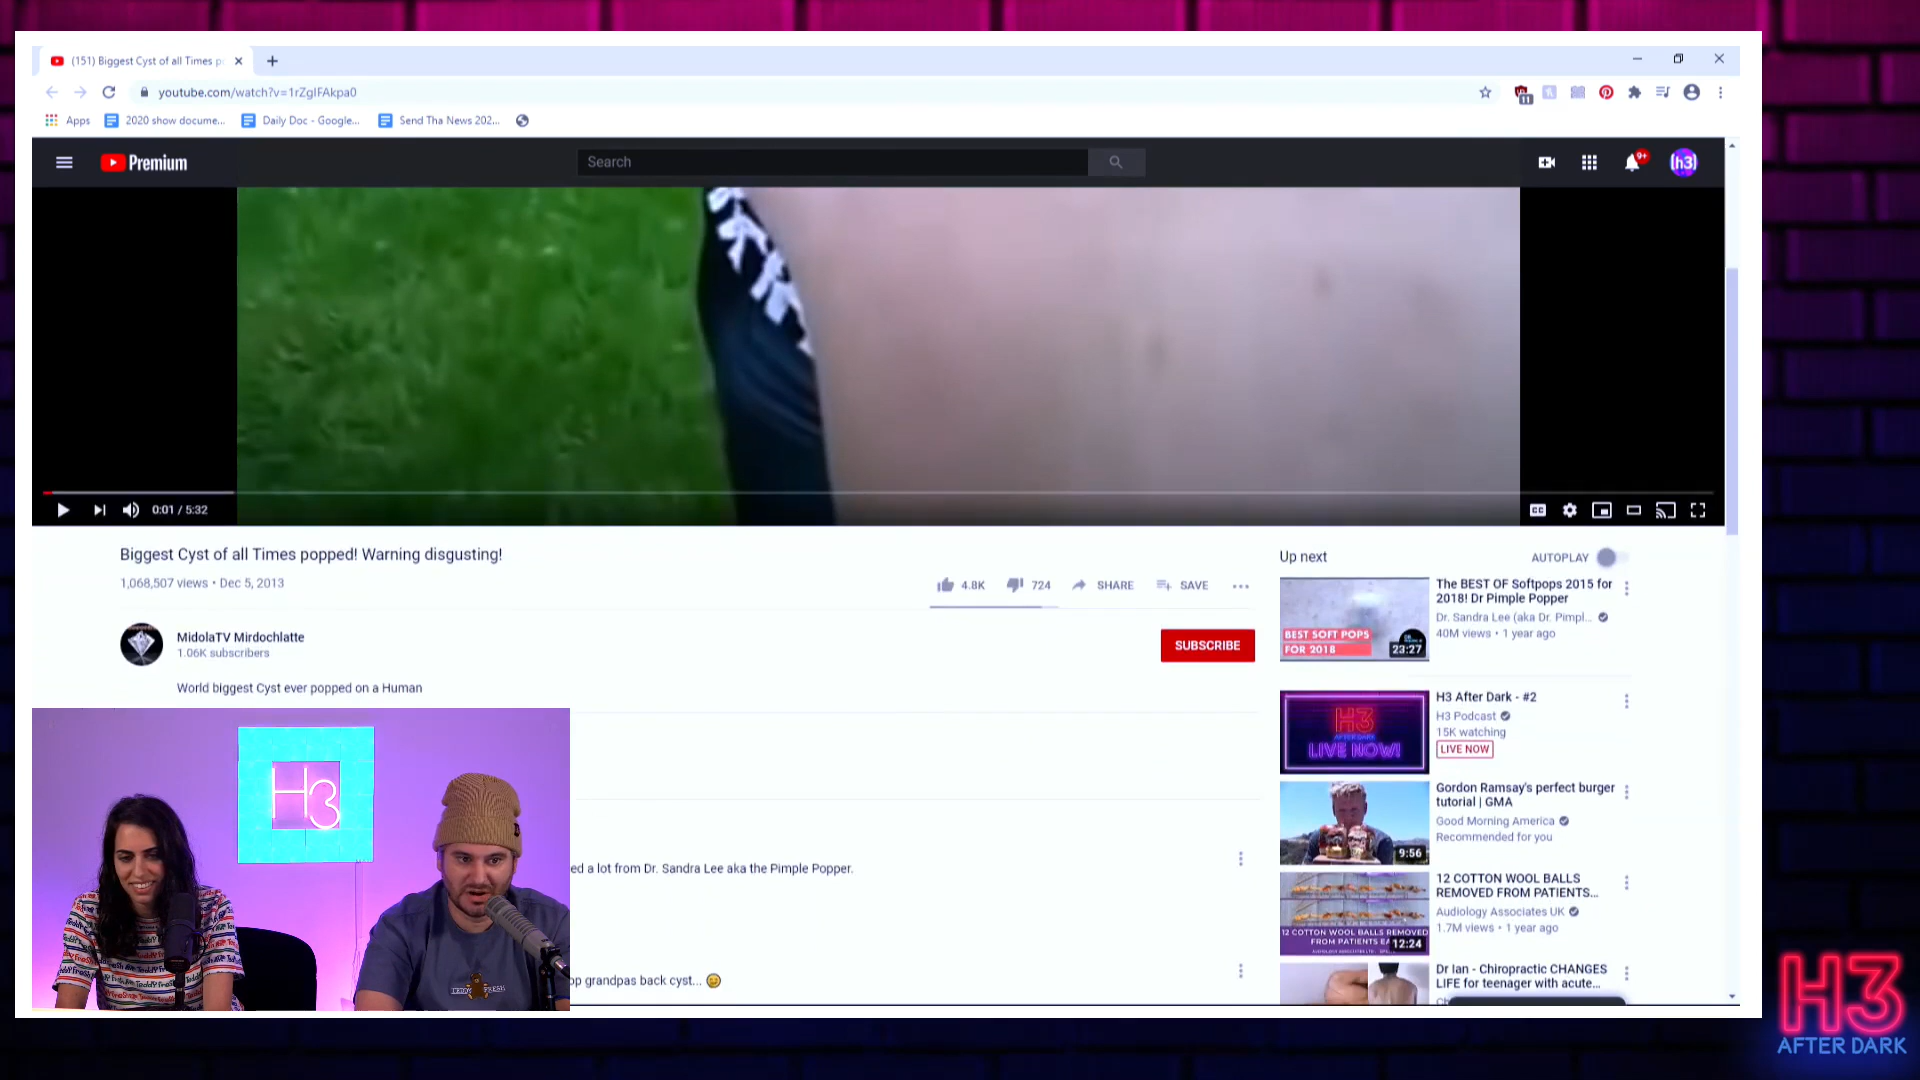 (151) Biggest Cyst of all Times p
youtube.com/watch?v=1rZgIFAkpa0
11
Apps
2020 show docume...
Daily Doc - Google...
Send Tha News 202...
Premium
Search
9+
h3
0:01 / 5:32
CC
Biggest Cyst of all Times popped! Warning disgusting!
1,068,507 views • Dec 5, 2013
4.8K
724
SHARE
SAVE
MidolaTV Mirdochlatte
1.06K subscribers
SUBSCRIBE
World biggest Cyst ever popped on a Human
ed a lot from Dr. Sandra Lee aka the Pimple Popper.
op grandpas back cyst... 😅
Up next
AUTOPLAY
BEST SOFT POPS
FOR 2018
23:27
The BEST OF Softpops 2015 for
2018! Dr Pimple Popper
Dr. Sandra Lee (aka Dr. Pimpl...
40M views • 1 year ago
H3
AFTER DARK
LIVE NOW!
H3 After Dark - #2
H3 Podcast
15K watching
LIVE NOW
9:56
Gordon Ramsay's perfect burger
tutorial | GMA
Good Morning America
Recommended for you
12 COTTON WOOL BALLS REMOVED
FROM PATIENTS EA
12:24
12 COTTON WOOL BALLS
REMOVED FROM PATIENTS...
Audiology Associates UK
1.7M views • 1 year ago
Dr Ian - Chiropractic CHANGES
LIFE for teenager with acute...
H3
TEDDY FRESH
H3
AFTER DARK